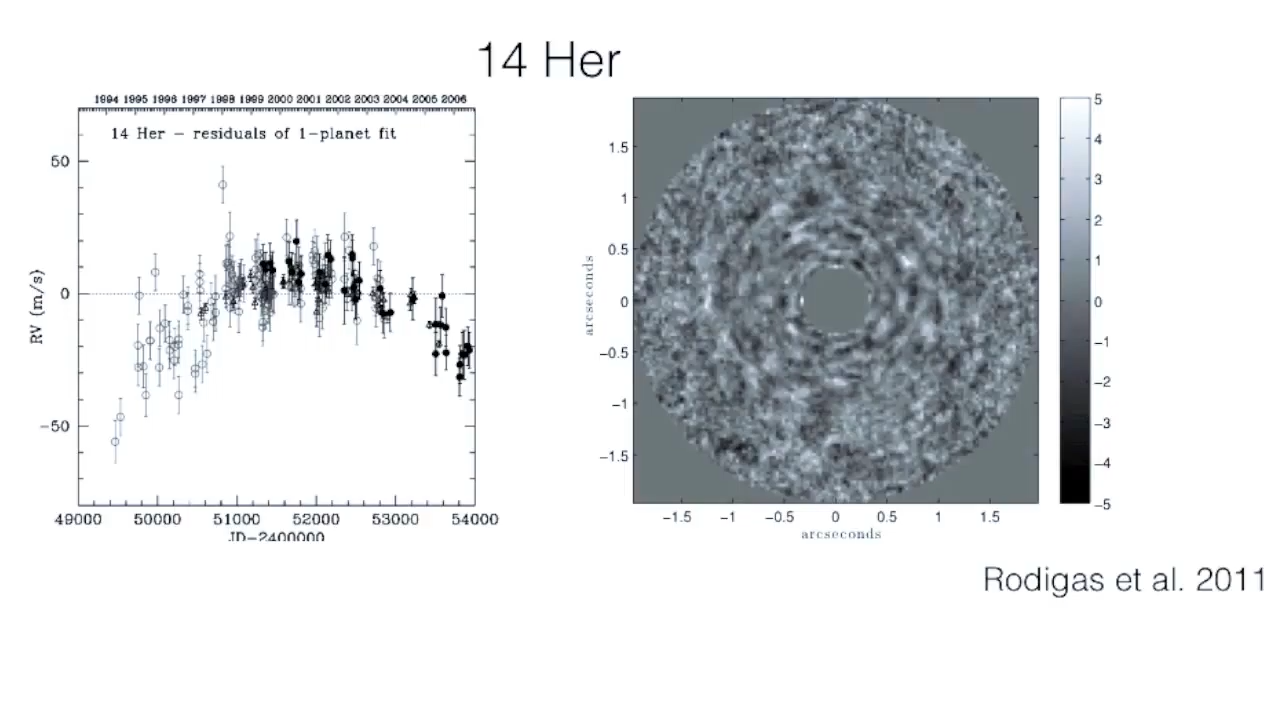 14 Her
1994 1995 1996 1997 1998 1999 2000 2001 2002 2003 2004 2005 2006
14 Her – residuals of 1–planet fit
50
0
−50
RV (m/s)
49000 50000 51000 52000 53000 54000
JD−2400000
1.5
1
0.5
0
−0.5
−1
−1.5
arcseconds
−1.5 −1 −0.5 0 0.5 1 1.5
arcseconds
5
4
3
2
1
0
−1
−2
−3
−4
−5
Rodigas et al. 2011